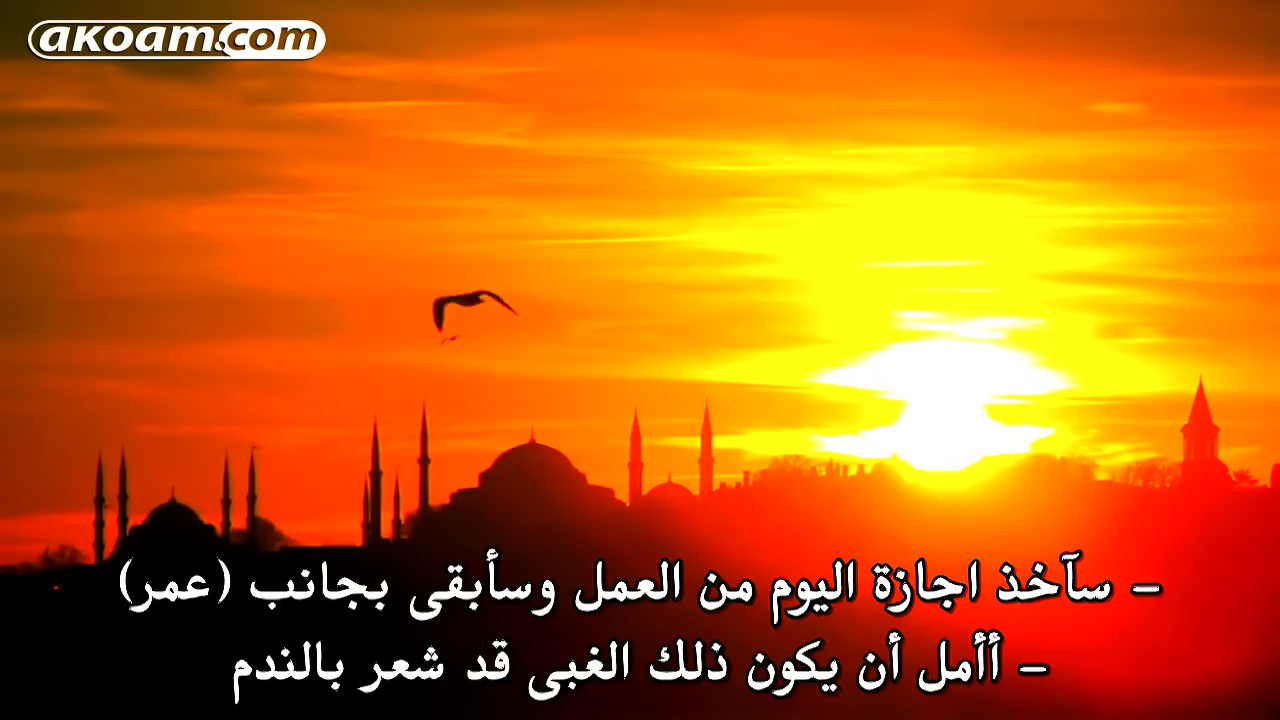 akoam.com
- سآخذ اجازة اليوم من العمل وسأبقى بجانب (عمر)
- أأمل أن يكون ذلك الغبى قد شعر بالندم